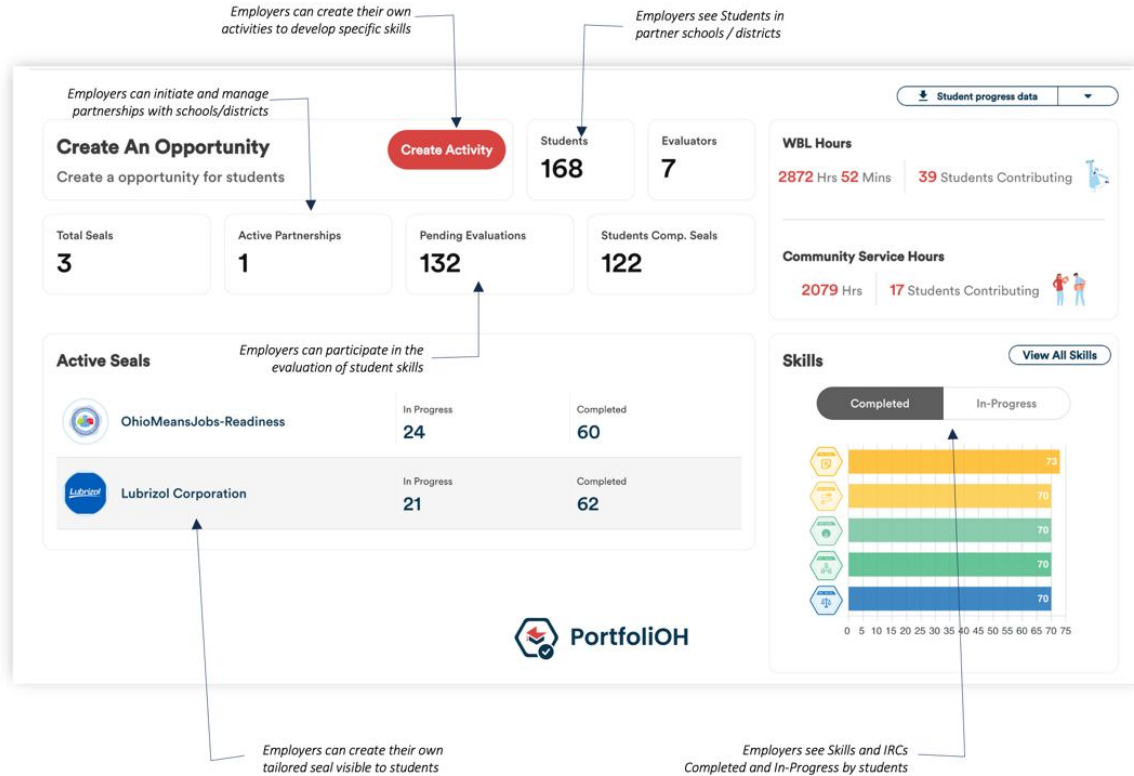 Employers can create their own
activities to develop specific skills
Employers see Students in
partner schools / districts
Employers can initiate and manage
partnerships with schools/districts
Student progress data
Create An Opportunity
Create a opportunity for students
Create Activity
Students
168
Evaluators
7
WBL Hours
2872 Hrs 52 Mins
39 Students Contributing
Total Seals
3
Active Partnerships
1
Pending Evaluations
132
Students Comp. Seals
122
Community Service Hours
2079 Hrs
17 Students Contributing
Employers can participate in the
evaluation of student skills
Active Seals
OhioMeansJobs-Readiness
In Progress
24
Completed
60
Lubrizol
Lubrizol Corporation
In Progress
21
Completed
62
Skills
View All Skills
Completed
In-Progress
73
70
70
70
70
0 5 10 15 20 25 30 35 40 45 50 55 60 65 70 75
PortfoliOH
Employers can create their own
tailored seal visible to students
Employers see Skills and IRCs
Completed and In-Progress by students